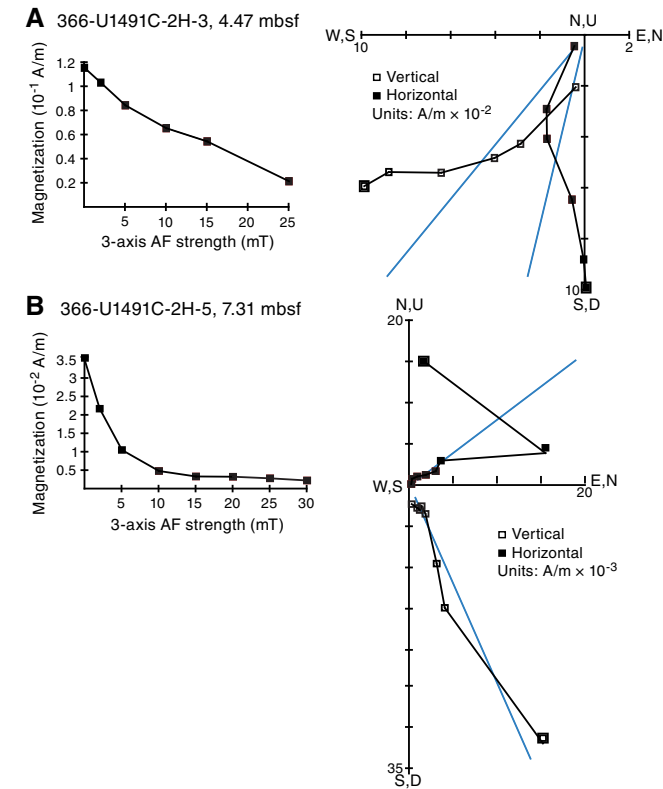 A 366-U1491C-2H-3, 4.47 mbsf
Magnetization (10-1 A/m)
1.2
1
0.8
0.6
0.4
0.2
5 10 15 20 25
3-axis AF strength (mT)
N,U
W,S E,N
10 2
Vertical
Horizontal
Units: A/m × 10-2
10
S,D
B 366-U1491C-2H-5, 7.31 mbsf
Magnetization (10-2 A/m)
3.5
3
2.5
2
1.5
1
0.5
5 10 15 20 25 30
3-axis AF strength (mT)
N,U
20
W,S E,N
20
Vertical
Horizontal
Units: A/m × 10-3
35
S,D